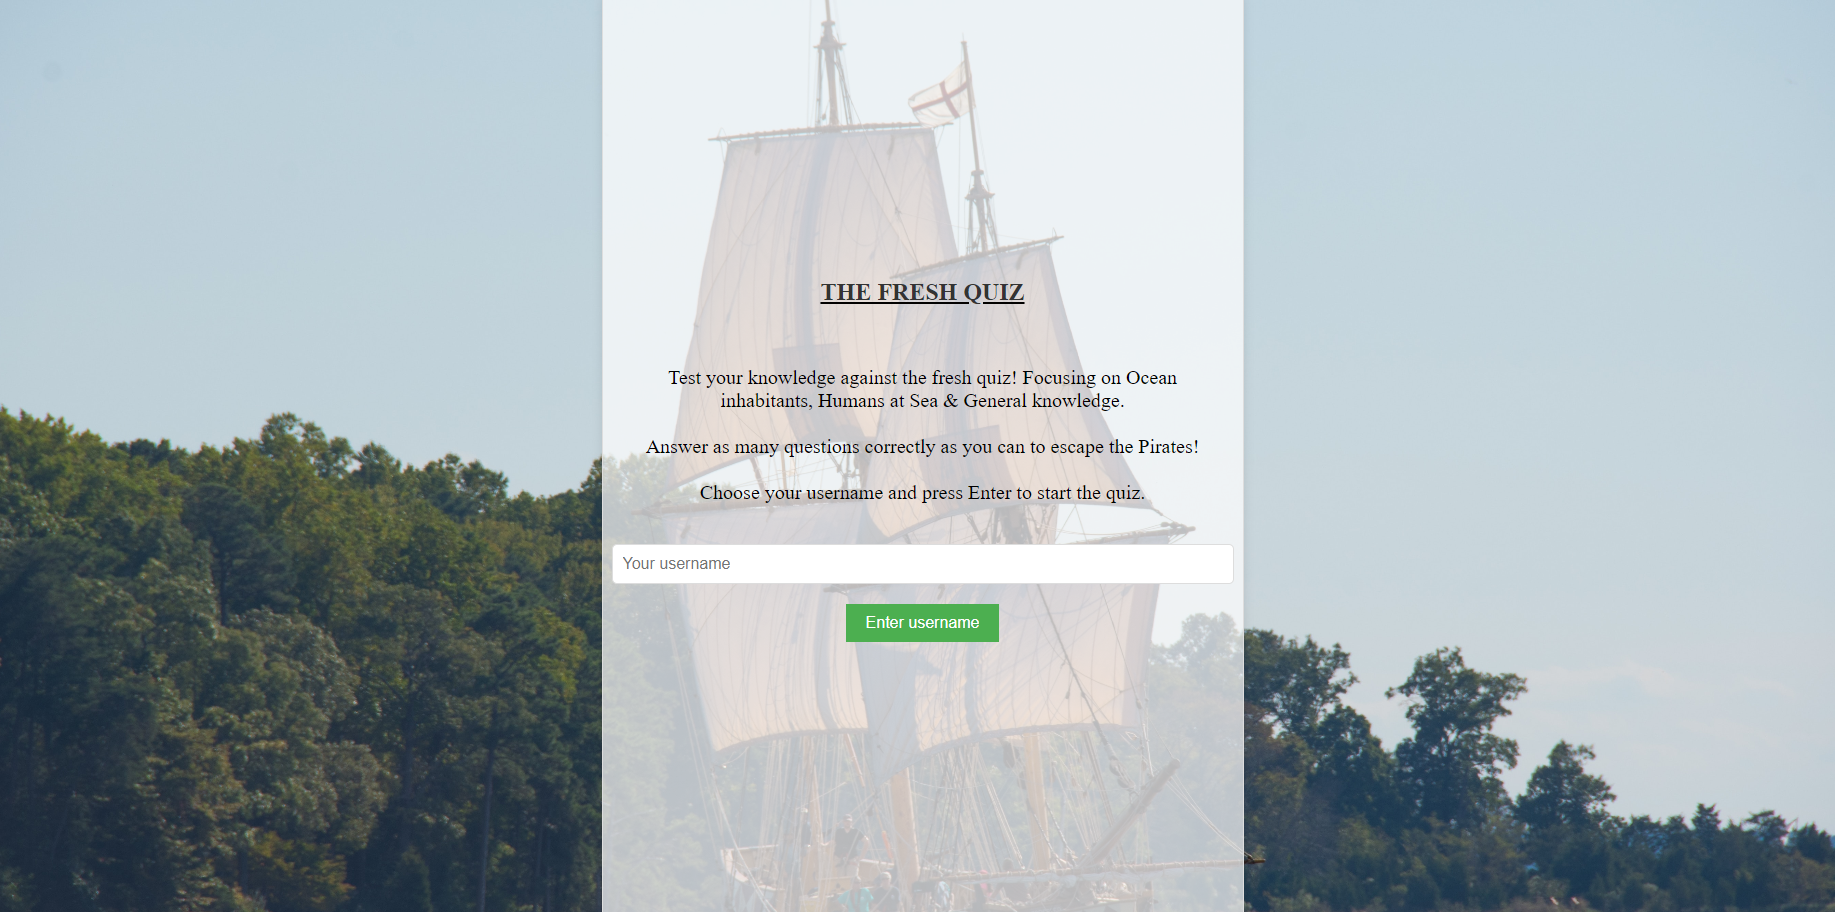 THE FRESH QUIZ
Test your knowledge against the fresh quiz! Focusing on Ocean
inhabitants, Humans at Sea & General knowledge.
Answer as many questions correctly as you can to escape the Pirates!
Choose your username and press Enter to start the quiz.
Your username
Enter username